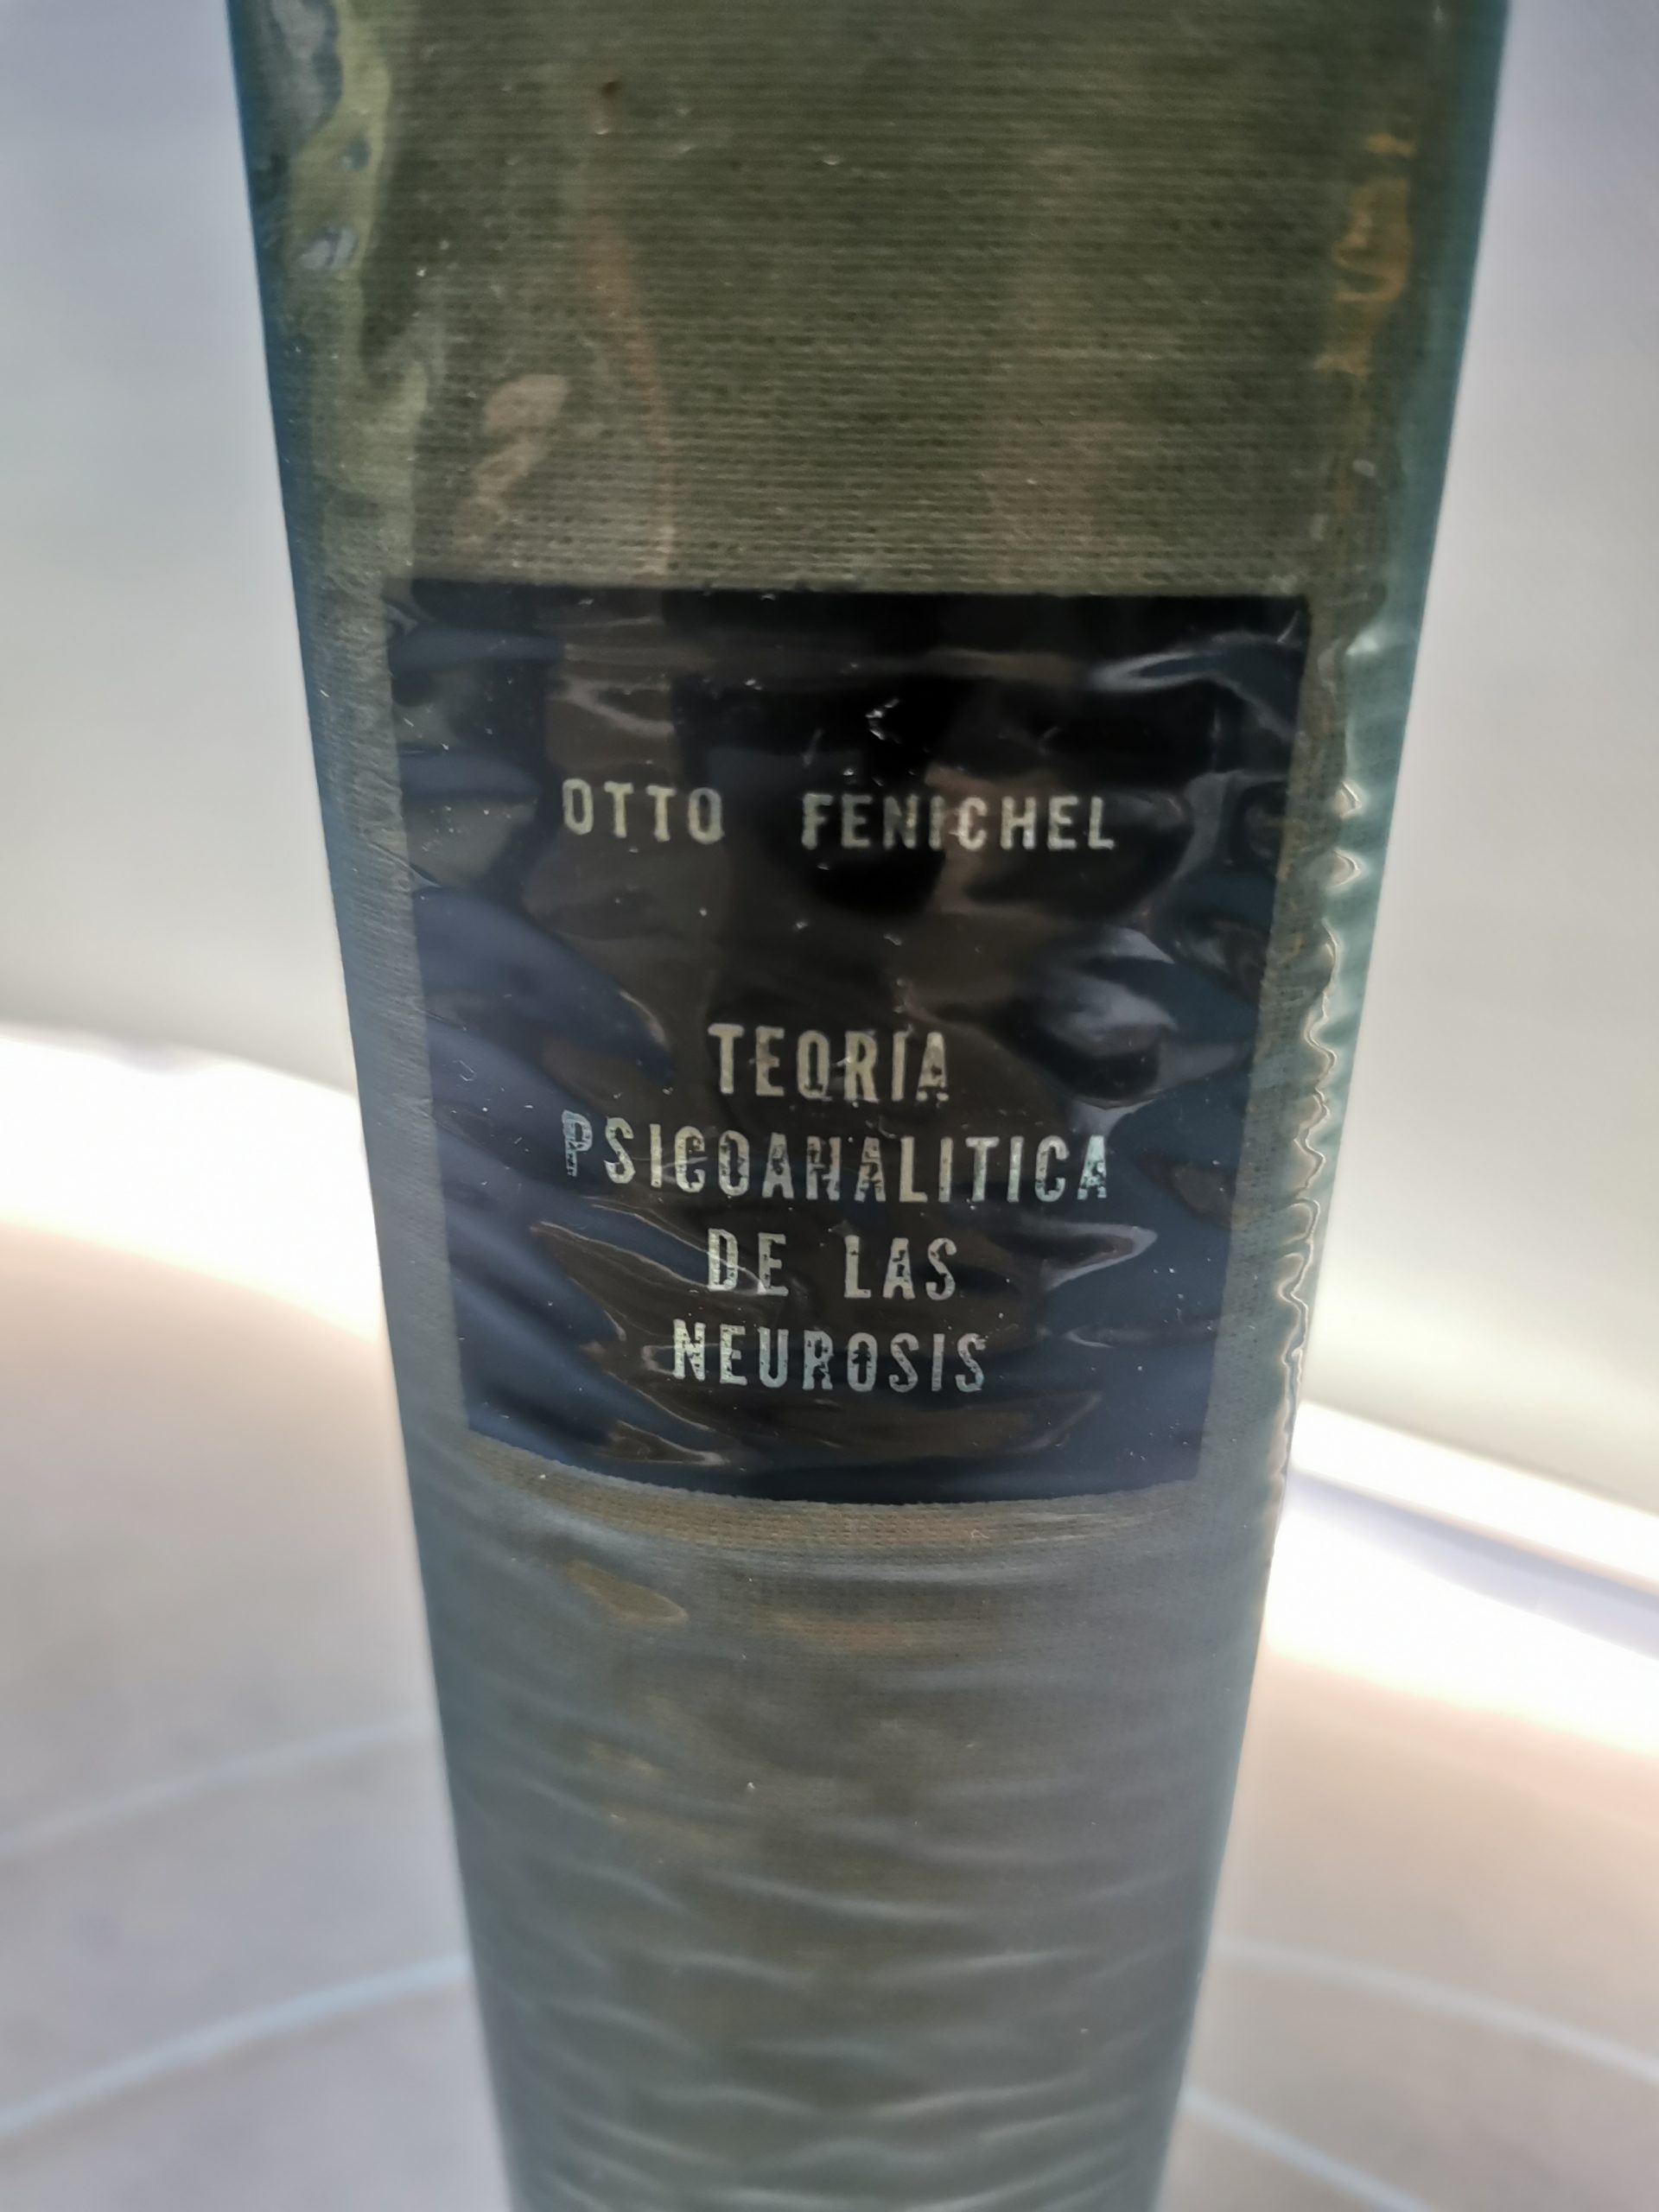 OTTO FENICHEL
TEORIA
PSICOANALITICA
DE LAS
NEUROSIS